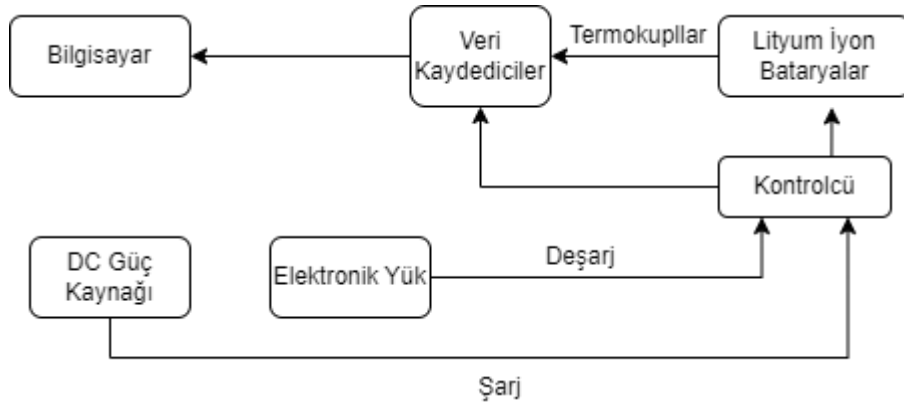 Bilgisayar
Veri
Kaydediciler
Termokupllar
Lityum İyon
Bataryalar
Kontrolcü
DC Güç
Kaynağı
Elektronik Yük
Deşarj
Şarj